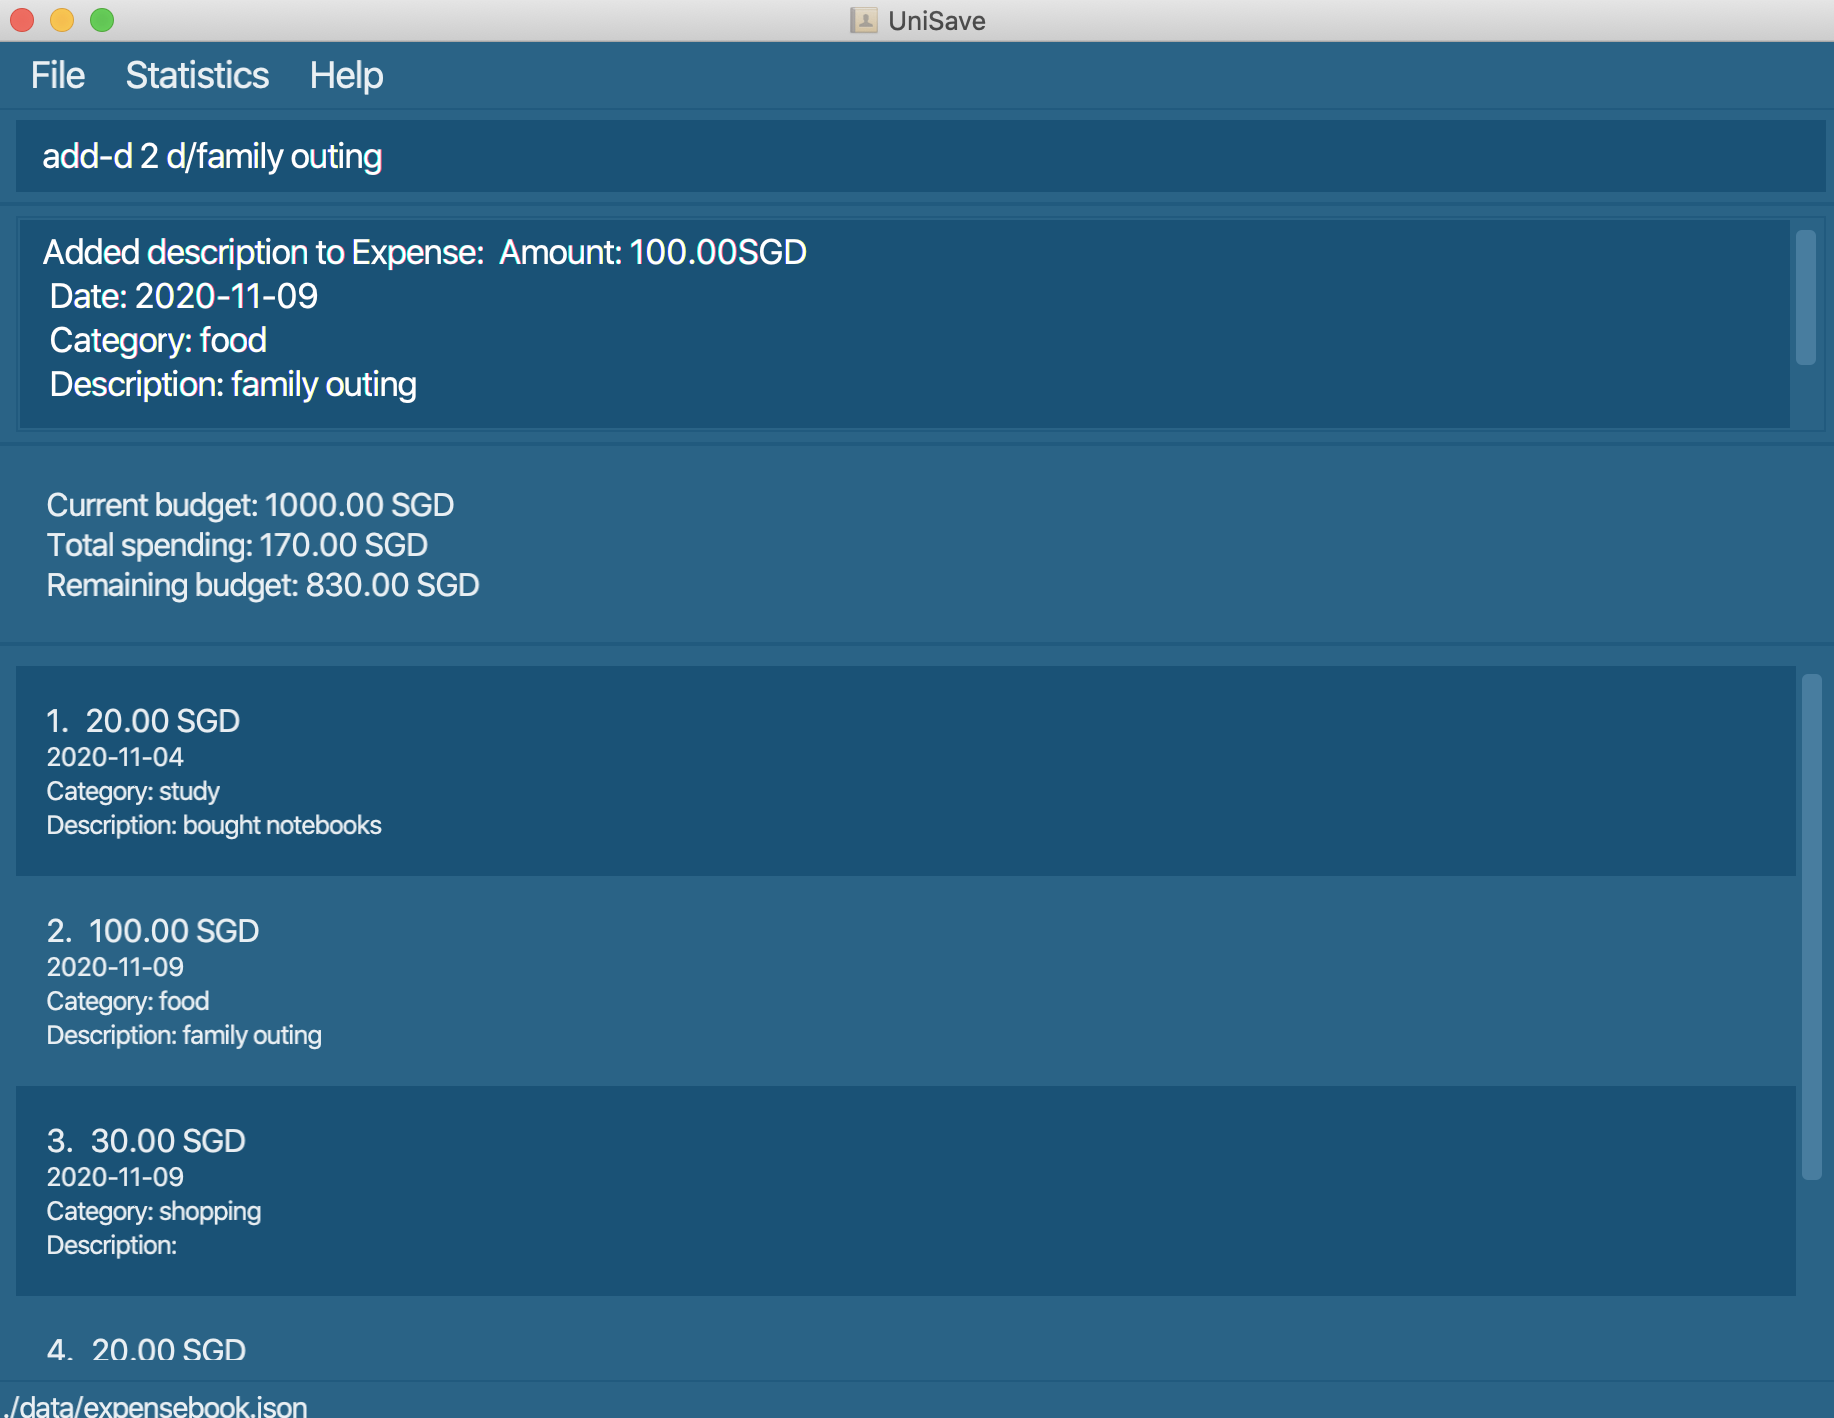 UniSave
File Statistics Help
add-d 2 d/family outing
Added description to Expense:  Amount: 100.00SGD
Date: 2020-11-09
Category: food
Description: family outing
Current budget: 1000.00 SGD
Total spending: 170.00 SGD
Remaining budget: 830.00 SGD
1.  20.00 SGD
2020-11-04
Category: study
Description: bought notebooks
2.  100.00 SGD
2020-11-09
Category: food
Description: family outing
3.  30.00 SGD
2020-11-09
Category: shopping
Description:
4.  20.00 SGD
./data/expensebook.json